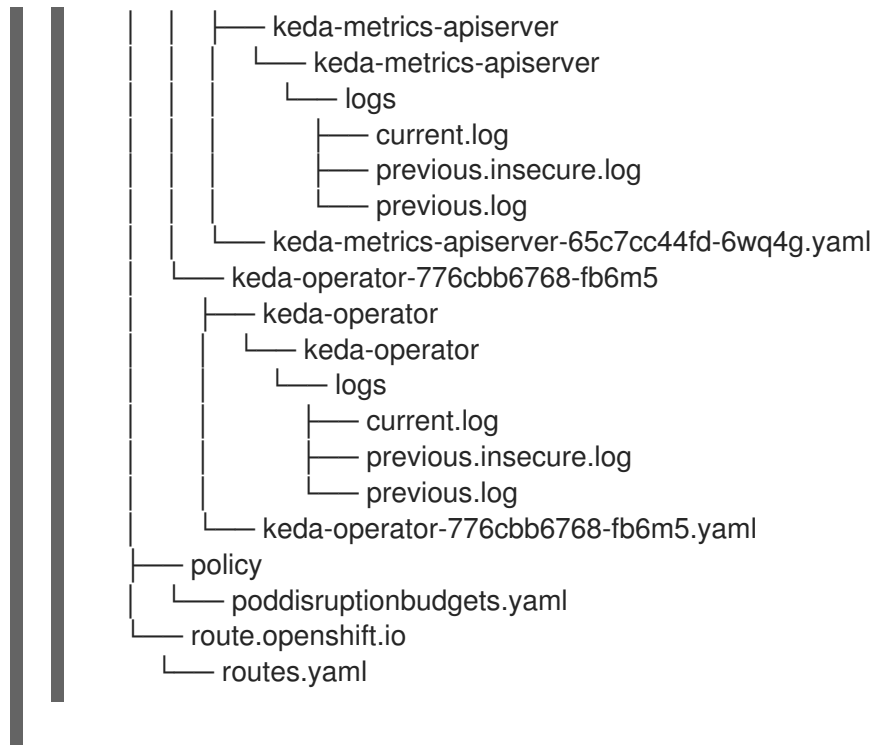 │ │ ├── keda-metrics-apiserver
│ │ │ └── keda-metrics-apiserver
│ │ │ └── logs
│ │ │ ├── current.log
│ │ │ ├── previous.insecure.log
│ │ │ └── previous.log
│ │ └── keda-metrics-apiserver-65c7cc44fd-6wq4g.yaml
│ └── keda-operator-776cbb6768-fb6m5
│ ├── keda-operator
│ │ └── keda-operator
│ │ └── logs
│ │ ├── current.log
│ │ ├── previous.insecure.log
│ │ └── previous.log
│ └── keda-operator-776cbb6768-fb6m5.yaml
├── policy
│ └── poddisruptionbudgets.yaml
└── route.openshift.io
└── routes.yaml